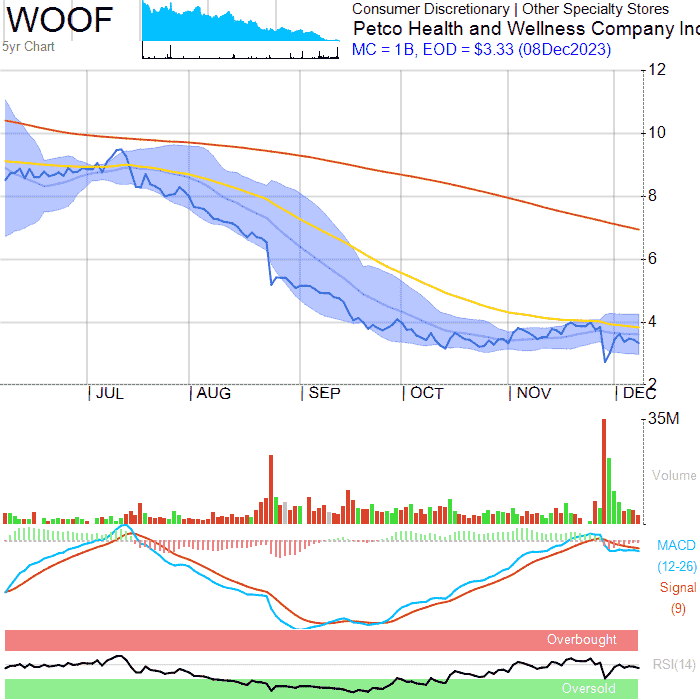 WOOF
5yr Chart
Consumer Discretionary | Other Specialty Stores
Petco Health and Wellness Company Inc
MC = 1B, EOD = $3.33 (08Dec2023)
12
10
8
6
4
2
JUL AUG SEP OCT NOV DEC
35M
Volume
MACD
(12-26)
Signal
(9)
Overbought
RSI(14)
Oversold